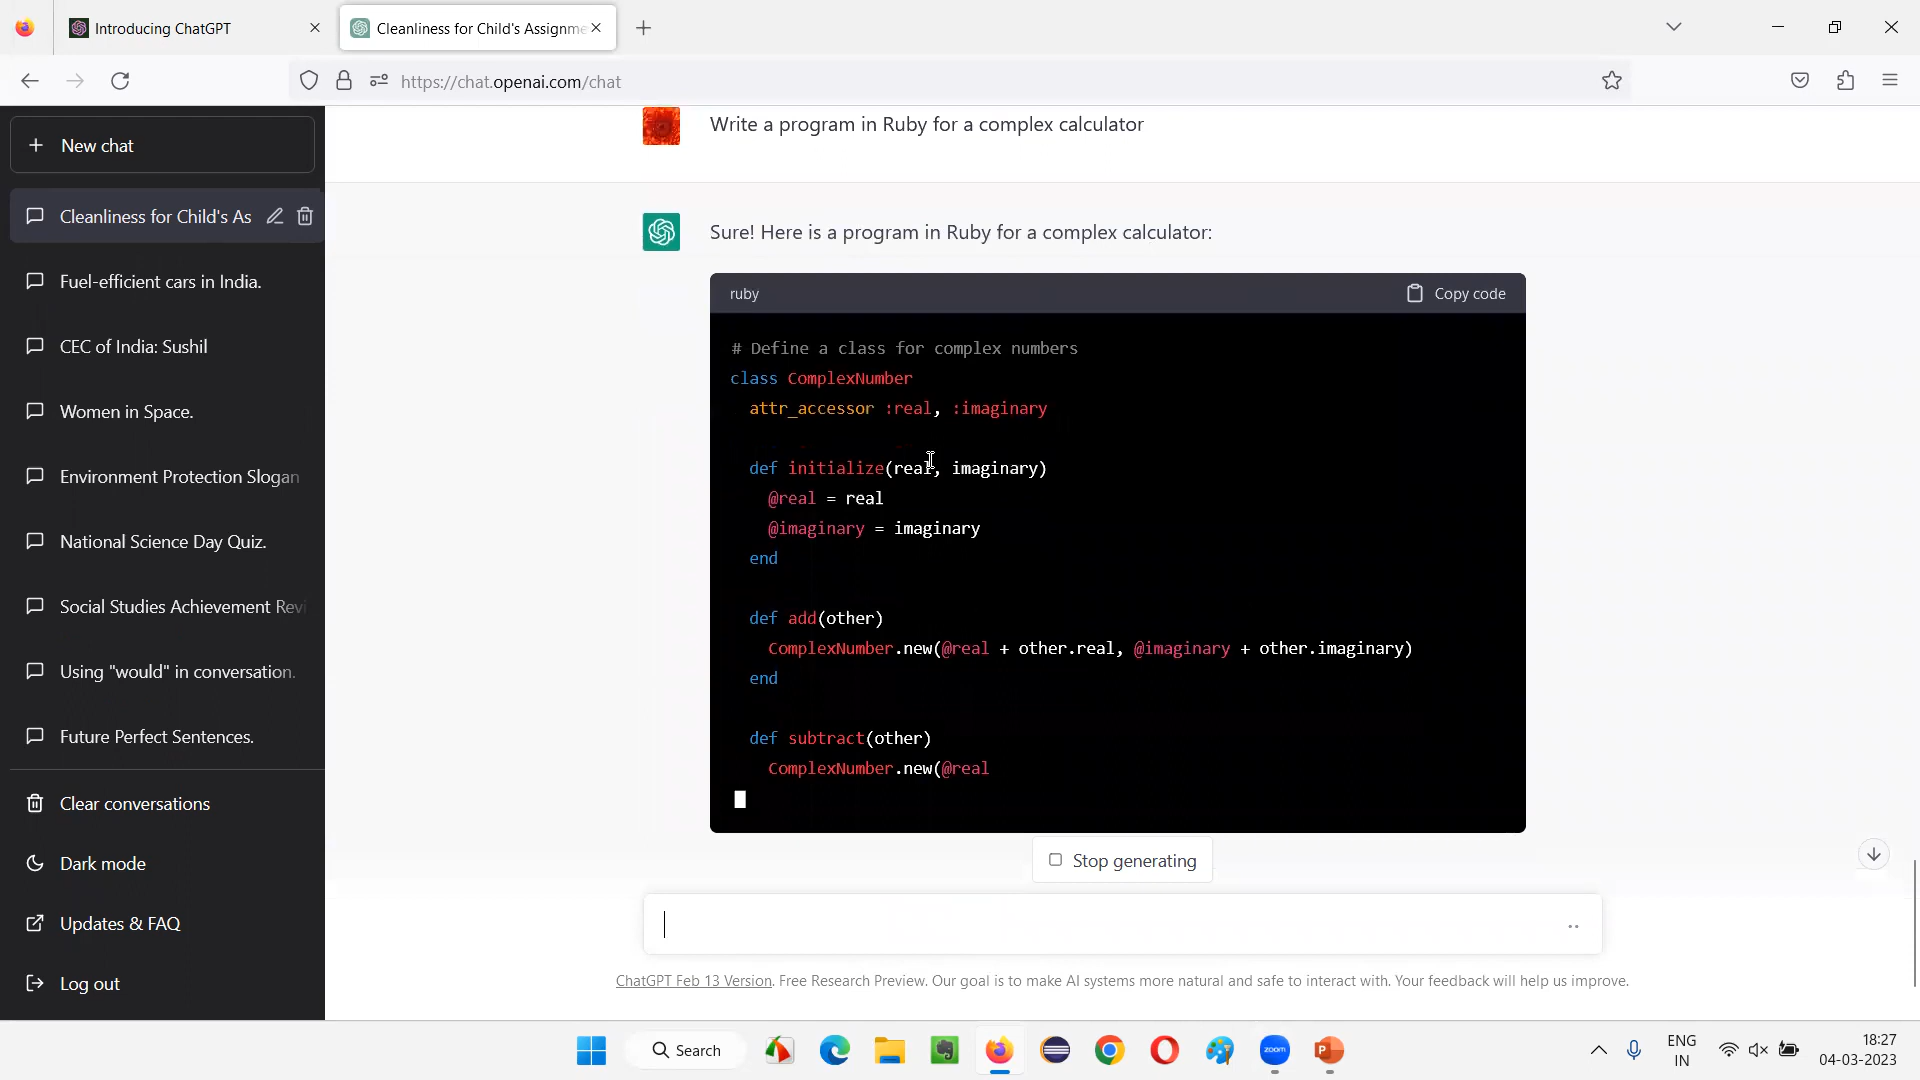 Introducing ChatGPT
Cleanliness for Child's Assignme
https://chat.openai.com/chat
New chat
Cleanliness for Child's As
Fuel-efficient cars in India.
CEC of India: Sushil
Women in Space.
Environment Protection Slogan
National Science Day Quiz.
Social Studies Achievement Revi
Using "would" in conversation.
Future Perfect Sentences.
Clear conversations
Dark mode
Updates & FAQ
Log out
Write a program in Ruby for a complex calculator
Sure! Here is a program in Ruby for a complex calculator:
ruby
Copy code
# Define a class for complex numbers
class ComplexNumber
attr_accessor :real, :imaginary
def initialize(real, imaginary)
@real = real
@imaginary = imaginary
end
def add(other)
ComplexNumber.new(@real + other.real, @imaginary + other.imaginary)
end
def subtract(other)
ComplexNumber.new(@real
Stop generating
ChatGPT Feb 13 Version. Free Research Preview. Our goal is to make AI systems more natural and safe to interact with. Your feedback will help us improve.
Search
zoom
ENG
IN
18:27
04-03-2023